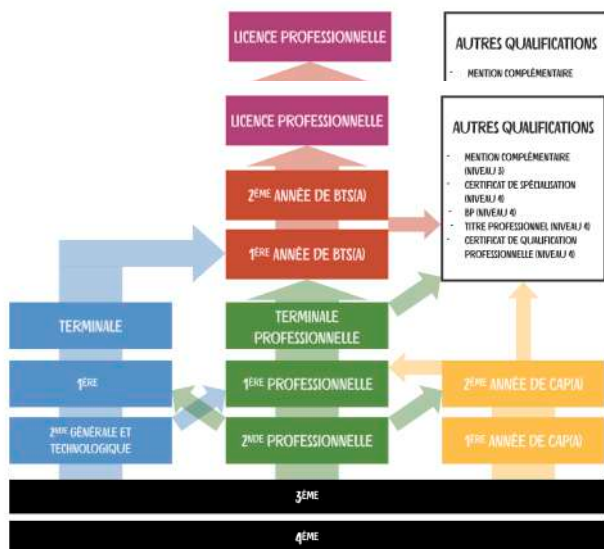 LICENCE PROFESSIONNELLE
AUTRES QUALIFICATIONS
- MENTION COMPLÉMENTAIRE
LICENCE PROFESSIONNELLE
AUTRES QUALIFICATIONS
- MENTION COMPLÉMENTAIRE
(NIVEAU 3)
- CERTIFICAT DE SPÉCIALISATION
(NIVEAU 4)
- BP (NIVEAU 4)
- TITRE PROFESSIONNEL (NIVEAU 4)
- CERTIFICAT DE QUALIFICATION
PROFESSIONNELLE (NIVEAU 4)
2ÈME ANNÉE DE BTS(A)
1ÈRE ANNÉE DE BTS(A)
TERMINALE
TERMINALE
PROFESSIONNELLE
1ÈRE
1ÈRE PROFESSIONNELLE
2ÈME ANNÉE DE CAP(A)
2NDE GÉNÉRALE ET
TECHNOLOGIQUE
2NDE PROFESSIONNELLE
1ÈRE ANNÉE DE CAP(A)
3ÈME
4ÈME